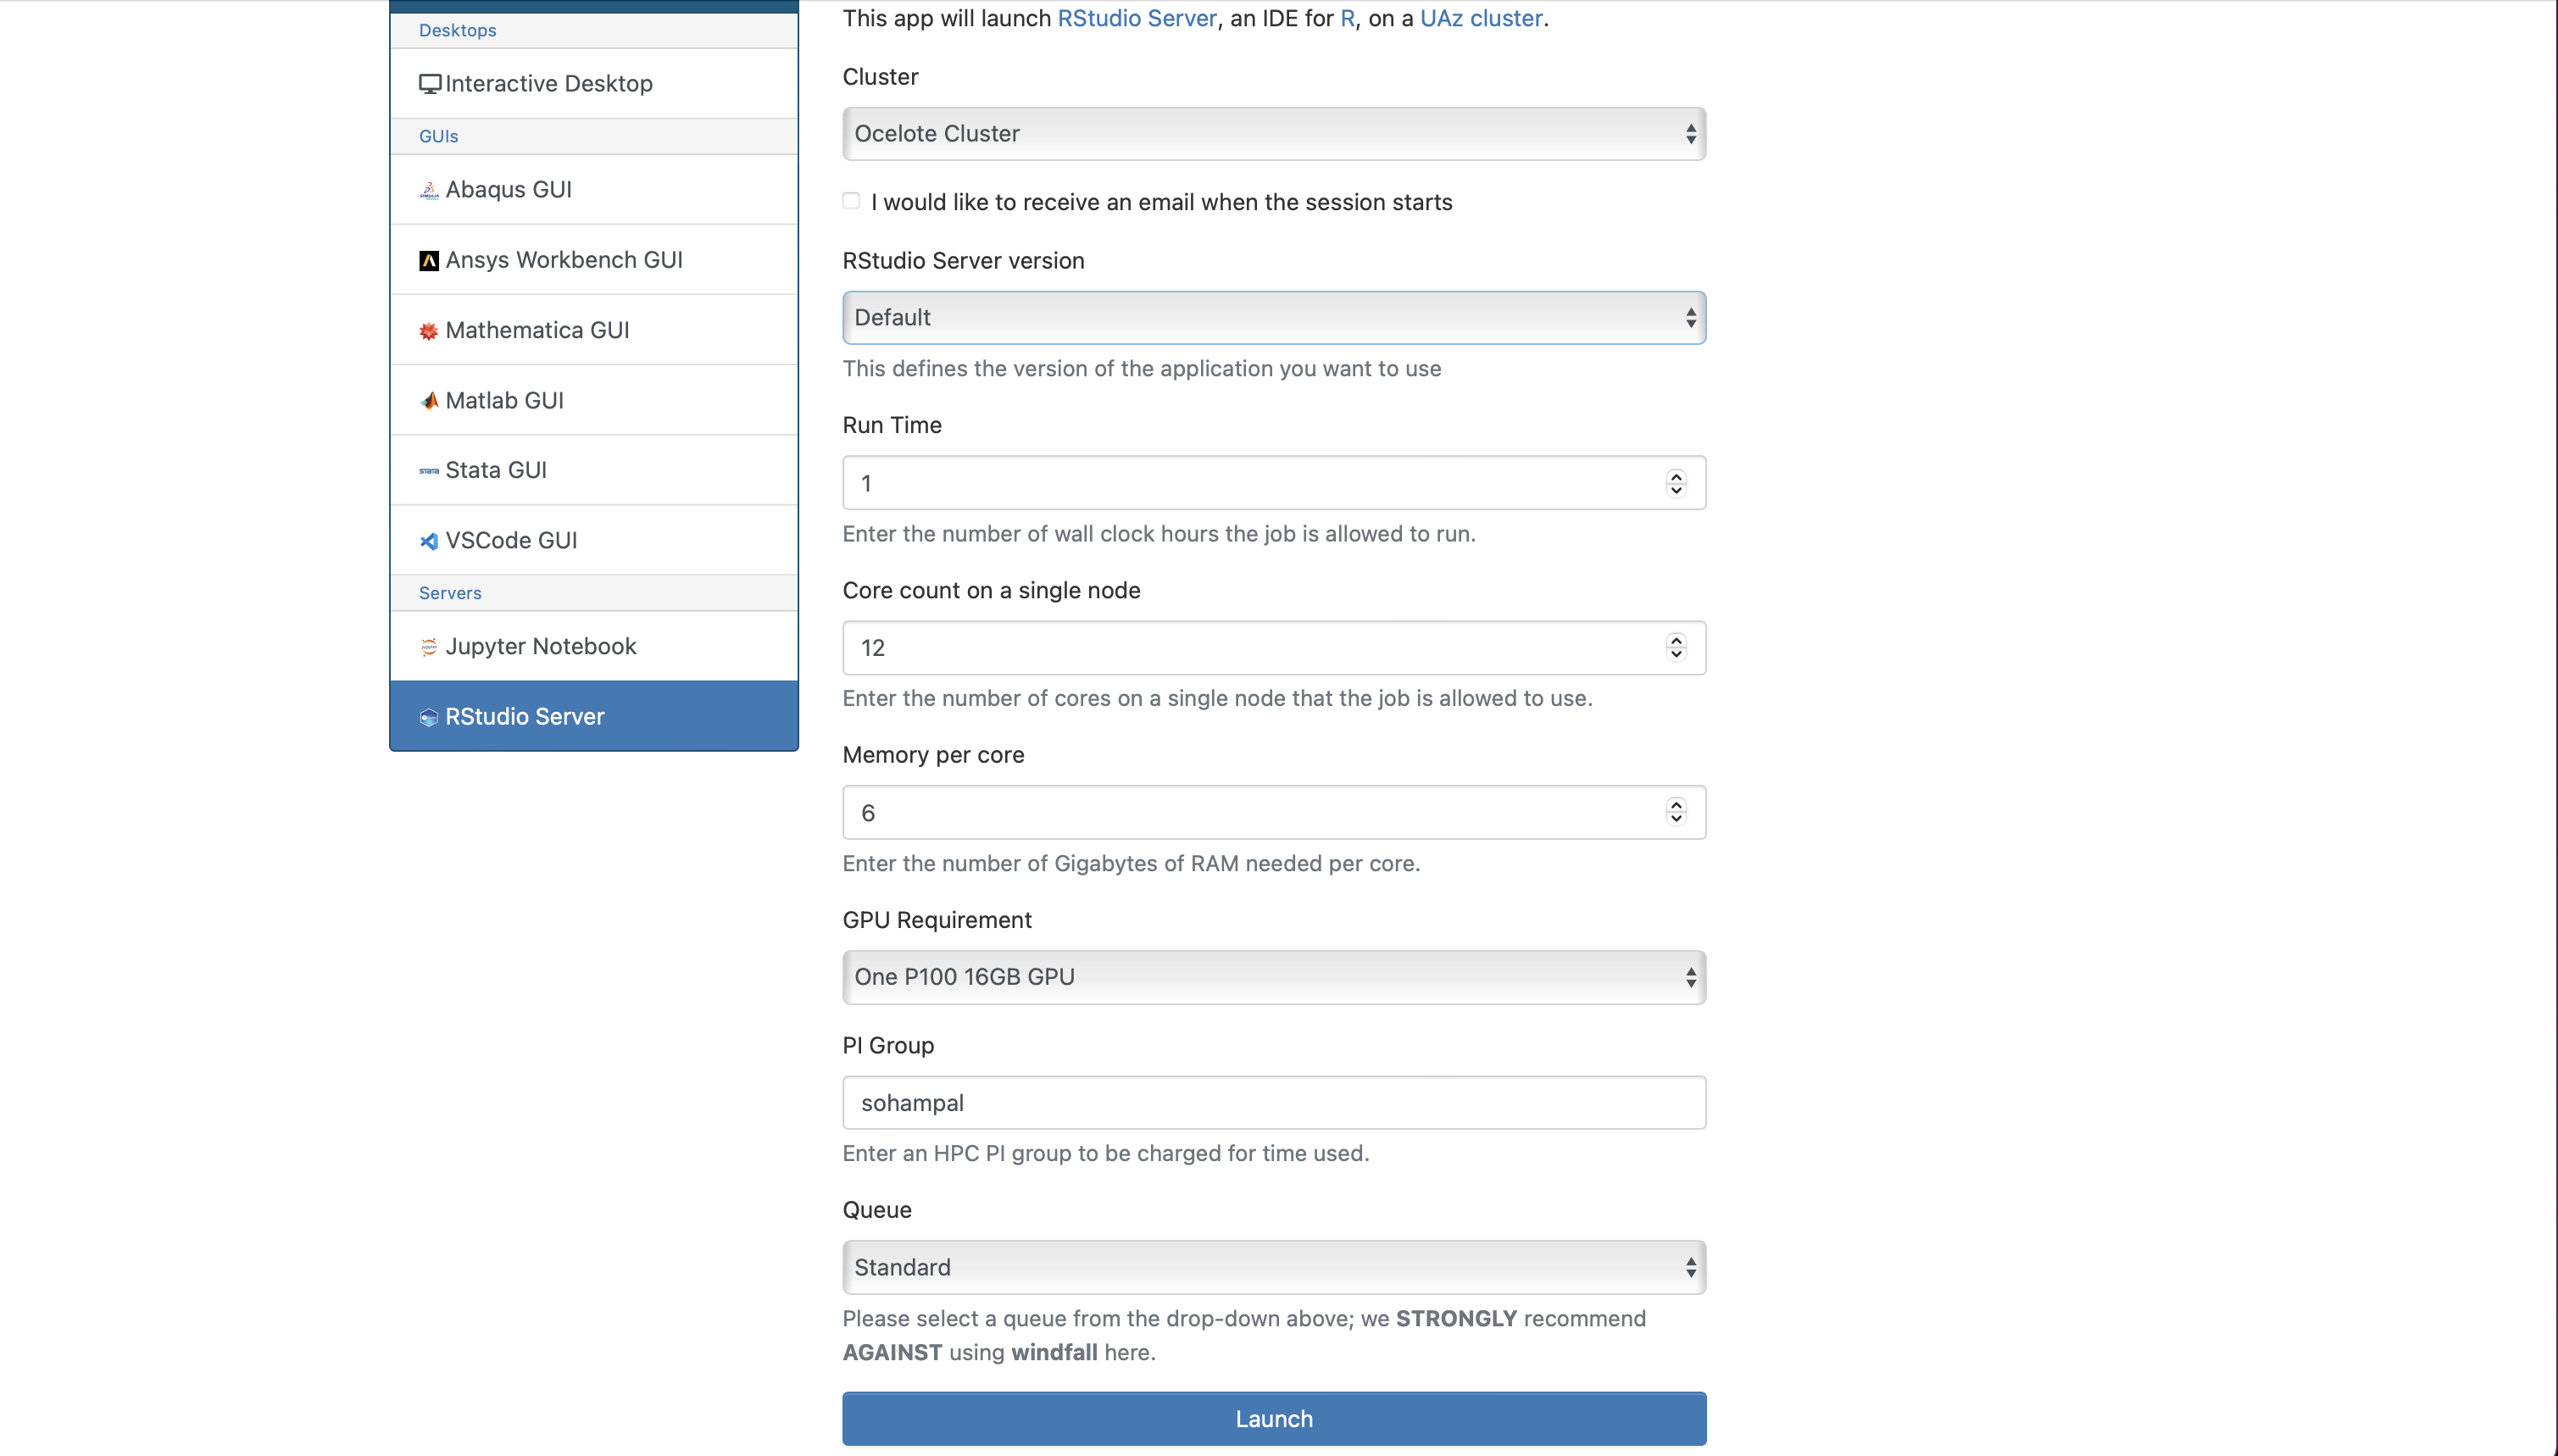 Desktops
Interactive Desktop
GUIs
Abaqus GUI
Ansys Workbench GUI
Mathematica GUI
Matlab GUI
Stata GUI
VSCode GUI
Servers
Jupyter Notebook
RStudio Server
This app will launch RStudio Server, an IDE for R, on a UAz cluster.
Cluster
Ocelote Cluster
I would like to receive an email when the session starts
RStudio Server version
Default
This defines the version of the application you want to use
Run Time
1
Enter the number of wall clock hours the job is allowed to run.
Core count on a single node
12
Enter the number of cores on a single node that the job is allowed to use.
Memory per core
6
Enter the number of Gigabytes of RAM needed per core.
GPU Requirement
One P100 16GB GPU
PI Group
sohampal
Enter an HPC PI group to be charged for time used.
Queue
Standard
Please select a queue from the drop-down above; we STRONGLY recommend
AGAINST using windfall here.
Launch